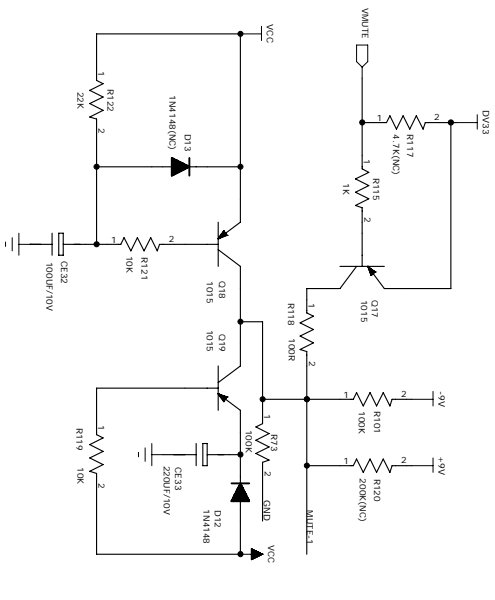 VMUTE
DV33
R117
1
2
4.7K(NC)
R115
1
2
1K
Q17
1015
R118
1
2
100R
-9V
R101
1
2
100K
+9V
R120
1
2
200K(NC)
MUTE-1
VCC
R122
1
2
22K
D13
1N4148(NC)
CE32
100UF/10V
R121
1
2
10K
Q18
1015
Q19
1015
R73
1
2
100K
GND
R119
1
2
10K
CE33
220UF/10V
D12
1N4148
VCC